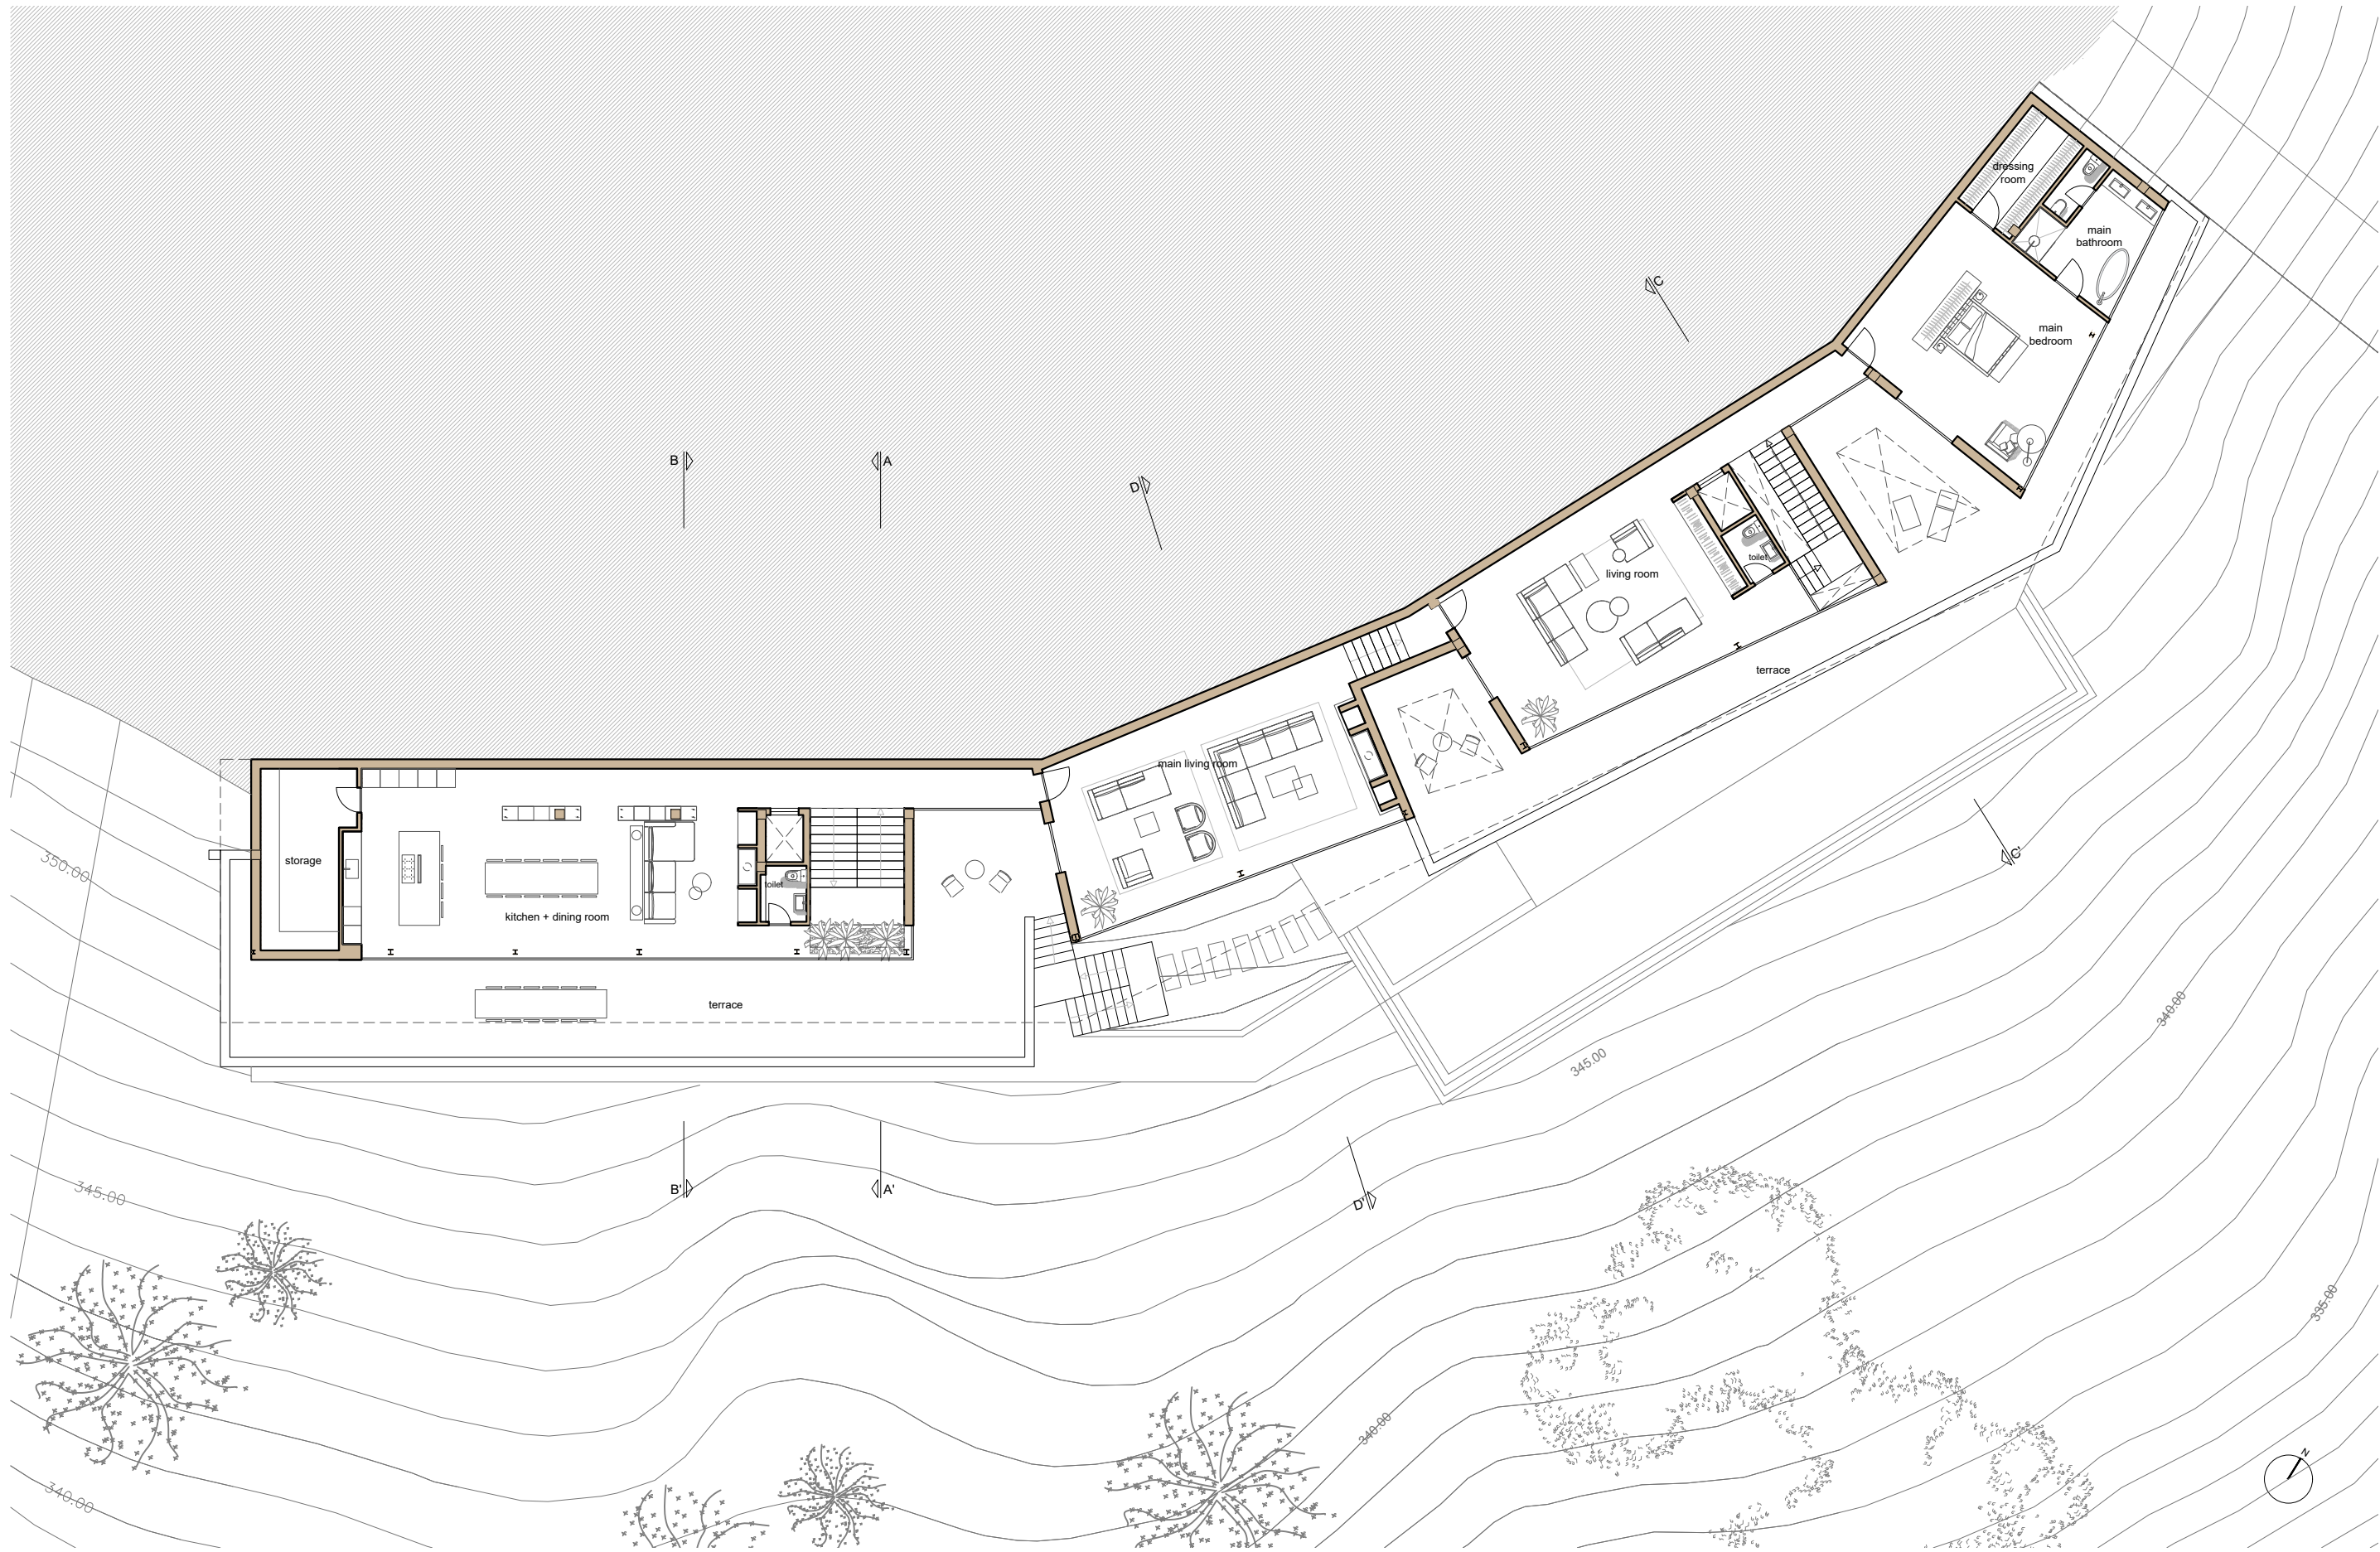 dressing
room
main
bathroom
C
main
bedroom
B
A
D
toilet
living room
terrace
main living room
350.00
storage
toilet
C'
kitchen + dining room
terrace
340.00
345.00
B'
A'
345.00
D'
335.00
340.00
N
340.00